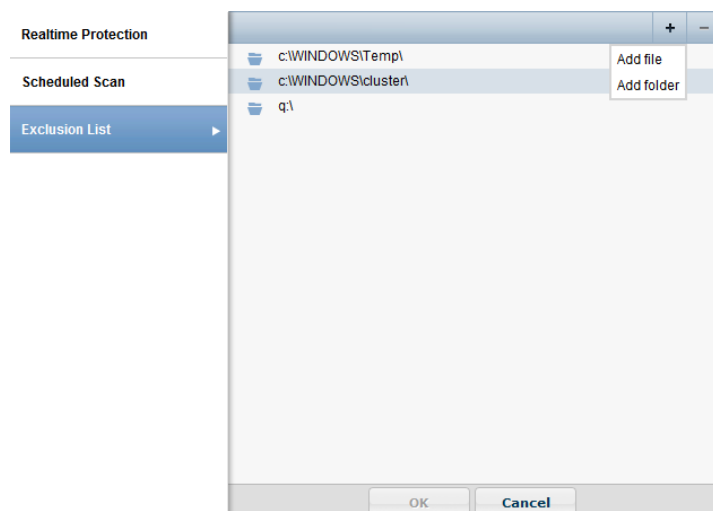 Realtime Protection
Scheduled Scan
Exclusion List
+ −
c:\WINDOWS\Temp\
c:\WINDOWS\cluster\
q:\
Add file
Add folder
OK
Cancel